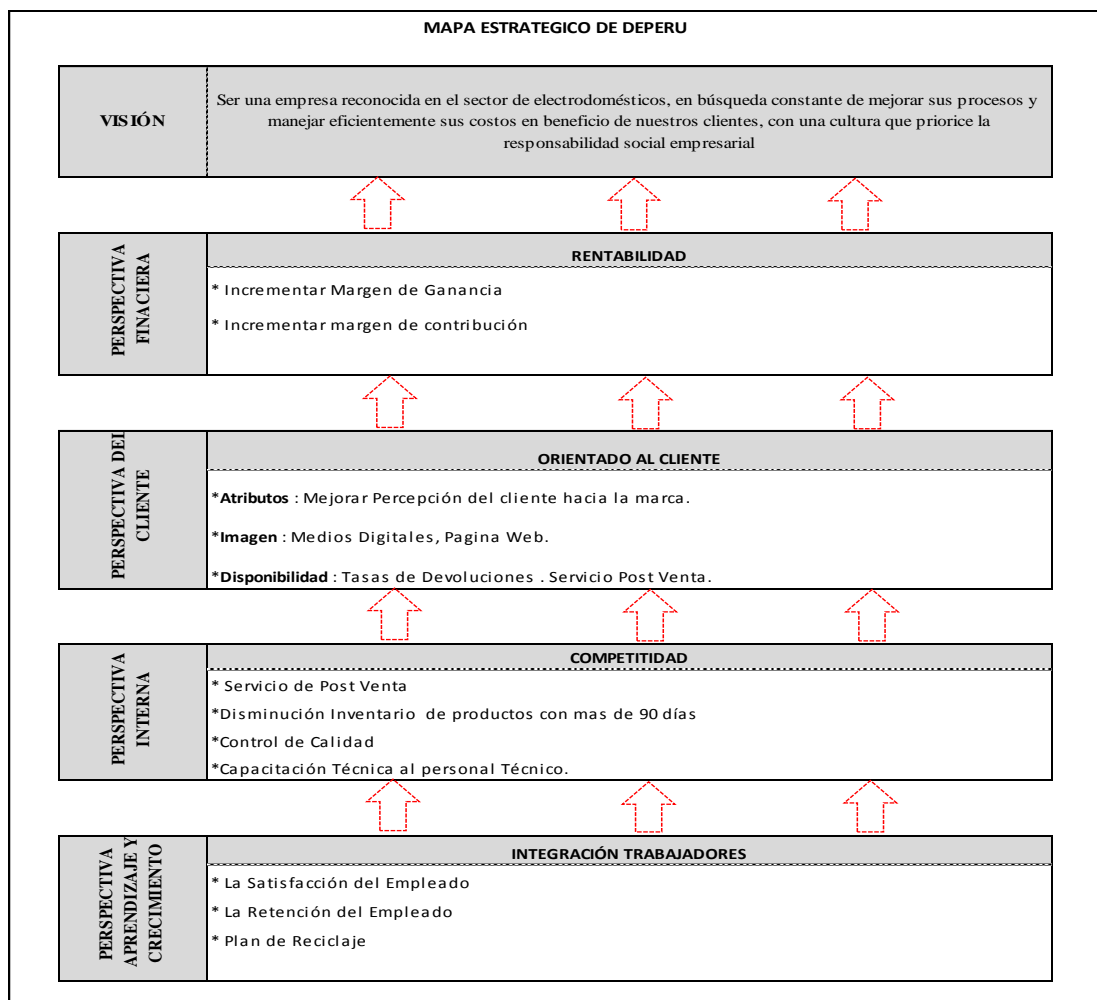 MAPA ESTRATEGICO DE DEPERU
VISIÓN
Ser una empresa reconocida en el sector de electrodomésticos, en búsqueda constante de mejorar sus procesos y
manejar eficientemente sus costos en beneficio de nuestros clientes, con una cultura que priorice la
responsabilidad social empresarial
PERSPECTIVA
FINACIERA
RENTABILIDAD
* Incrementar Margen de Ganancia
* Incrementar margen de contribución
PERSPECTIVA DEL
CLIENTE
ORIENTADO AL CLIENTE
*Atributos : Mejorar Percepción del cliente hacia la marca.
*Imagen : Medios Digitales, Pagina Web.
*Disponibilidad : Tasas de Devoluciones . Servicio Post Venta.
PERSPECTIVA
INTERNA
COMPETITIDAD
* Servicio de Post Venta
*Disminución Inventario de productos con mas de 90 días
*Control de Calidad
*Capacitación Técnica al personal Técnico.
PERSPECTIVA
APRENDIZAJE Y
CRECIMIENTO
INTEGRACIÓN TRABAJADORES
* La Satisfacción del Empleado
* La Retención del Empleado
* Plan de Reciclaje